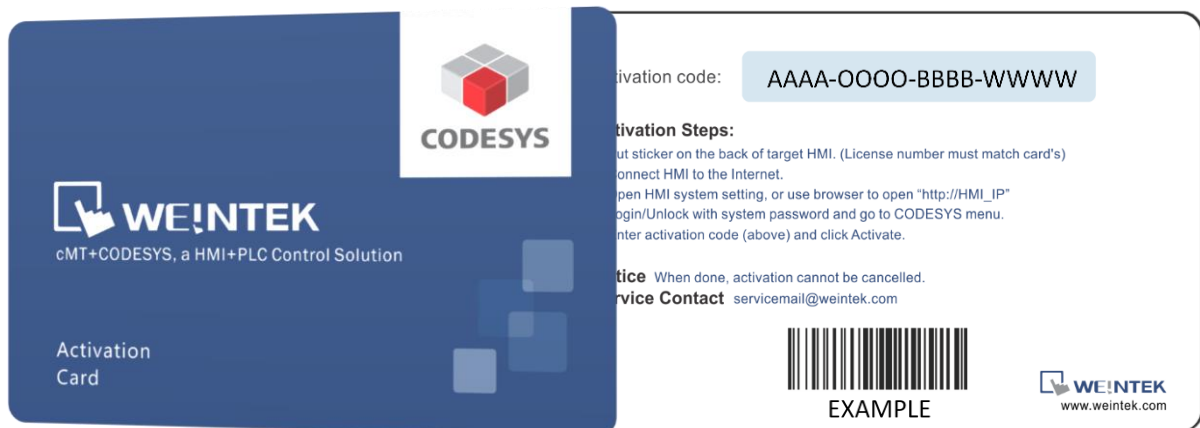 CODESYS
WEINTEK
cMT+CODESYS, a HMI+PLC Control Solution
Activation
Card
ivation code: AAAA-OOOO-BBBB-WWWW
tivation Steps:
ut sticker on the back of target HMI. (License number must match card's)
onnect HMI to the Internet.
pen HMI system setting, or use browser to open “http://HMI_IP”
ogin/Unlock with system password and go to CODESYS menu.
nter activation code (above) and click Activate.
tice When done, activation cannot be cancelled.
rvice Contact servicemail@weintek.com
EXAMPLE
WEINTEK
www.weintek.com